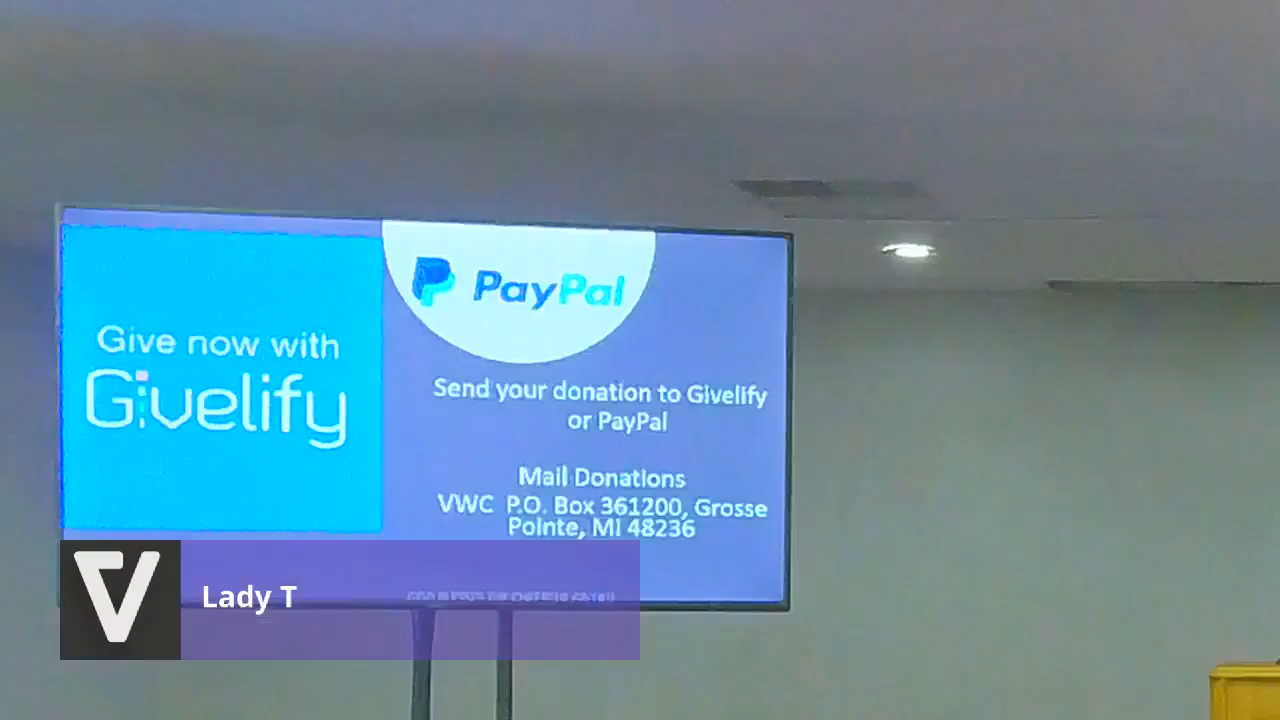 Give now with
Givelify
PayPal
Send your donation to Givelify
or PayPal
Mail Donations
VWC P.O. Box 361200, Grosse
Pointe, MI 48236
Lady T